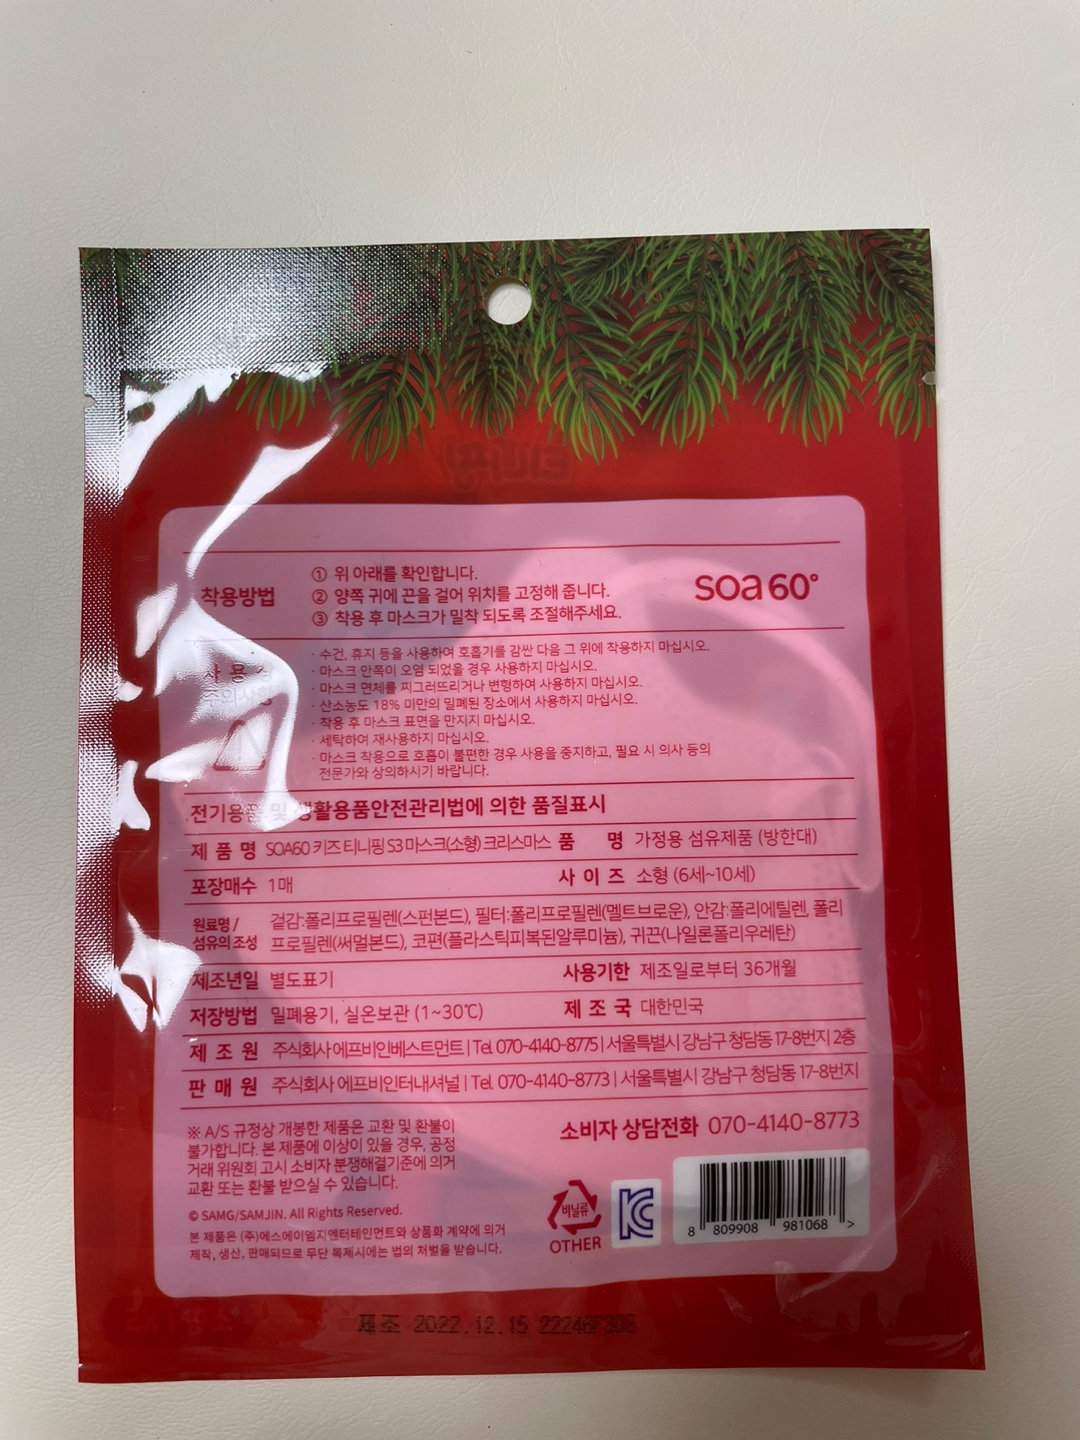 착용방법
① 위 아래를 확인합니다.
② 양쪽 귀에 끈을 걸어 위치를 고정해 줍니다.
③ 착용 후 마스크가 밀착 되도록 조절해주세요.
soa60°
사 용 상
주의사항
· 수건, 휴지 등을 사용하여 호흡기를 감싼 다음 그 위에 착용하지 마십시오.
· 마스크 안쪽이 오염 되었을 경우 사용하지 마십시오.
· 마스크 면체를 찌그러뜨리거나 변형하여 사용하지 마십시오.
· 산소농도 18% 미만의 밀폐된 장소에서 사용하지 마십시오.
· 착용 후 마스크 표면을 만지지 마십시오.
· 세탁하여 재사용하지 마십시오.
· 마스크 착용으로 호흡이 불편한 경우 사용을 중지하고, 필요 시 의사 등의
전문가와 상의하시기 바랍니다.
전기용품 및 생활용품안전관리법에 의한 품질표시
제 품 명 SOA60 키즈 티니핑 S3 마스크(소형) 크리스마스 품 명 가정용 섬유제품 (방한대)
포장매수 1매 사 이 즈 소형 (6세~10세)
원료명 /
섬유의 조성
겉감:폴리프로필렌(스펀본드), 필터:폴리프로필렌(멜트브로운), 안감:폴리에틸렌, 폴리
프로필렌(써멀본드), 코편(플라스틱피복된알루미늄), 귀끈(나일론폴리우레탄)
제조년일 별도표기 사용기한 제조일로부터 36개월
저장방법 밀폐용기, 실온보관 (1~30℃) 제 조 국 대한민국
제 조 원 주식회사 에프비인베스트먼트 | Tel. 070-4140-8775 | 서울특별시 강남구 청담동 17-8번지 2층
판 매 원 주식회사 에프비인터내셔널 | Tel. 070-4140-8773 | 서울특별시 강남구 청담동 17-8번지
※ A/S 규정상 개봉한 제품은 교환 및 환불이
불가합니다. 본 제품에 이상이 있을 경우, 공정
거래 위원회 고시 소비자 분쟁해결기준에 의거
교환 또는 환불 받으실 수 있습니다.
소비자 상담전화 070-4140-8773
© SAMG/SAMJIN. All Rights Reserved.
본 제품은 (주)에스에이엠지엔터테인먼트와 상품화 계약에 의거
제작, 생산, 판매되므로 무단 복제시에는 법의 처벌을 받습니다.
비닐류
OTHER
KC
8 809908 981068 >
제조 2022.12.15